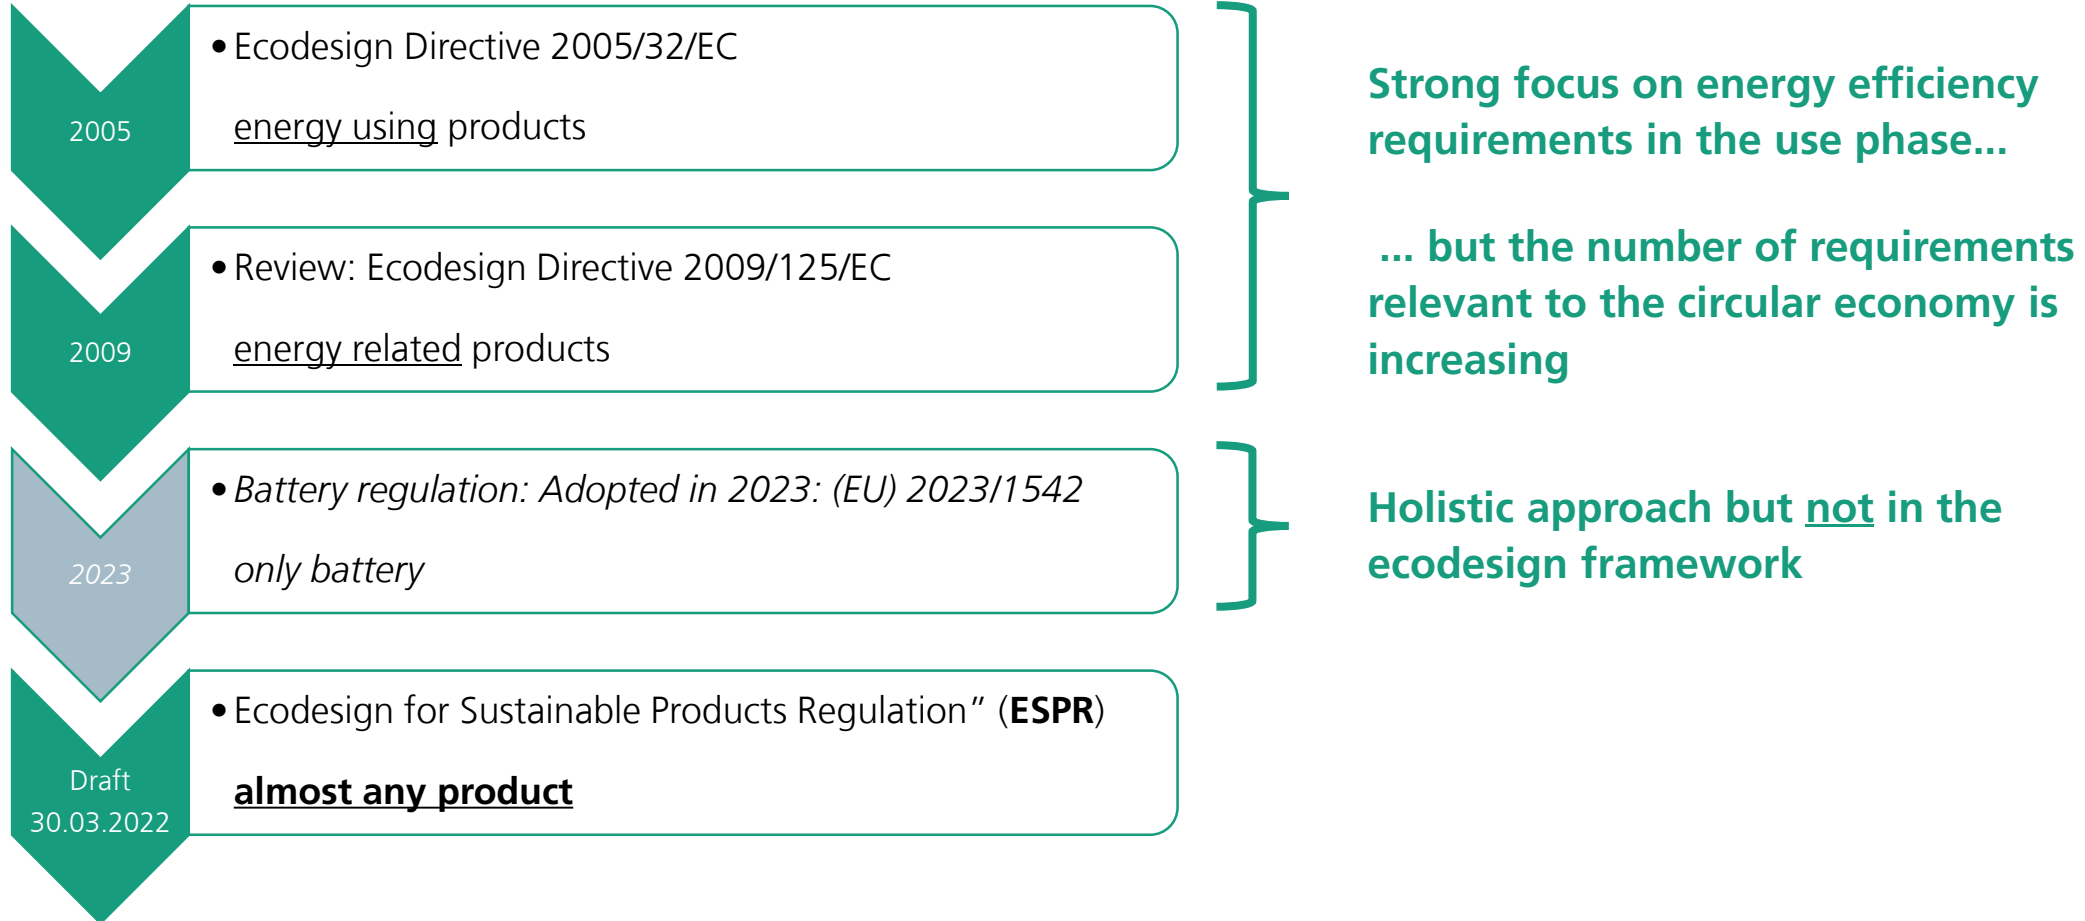 2005
• Ecodesign Directive 2005/32/EC
energy using products
2009
• Review: Ecodesign Directive 2009/125/EC
energy related products
Strong focus on energy efficiency
requirements in the use phase...
... but the number of requirements
relevant to the circular economy is
increasing
2023
• Battery regulation: Adopted in 2023: (EU) 2023/1542
only battery
Holistic approach but not in the
ecodesign framework
Draft
30.03.2022
• Ecodesign for Sustainable Products Regulation” (ESPR)
almost any product